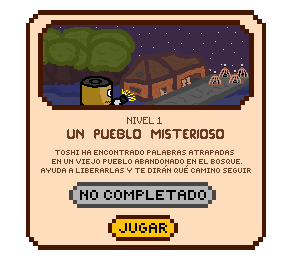 NIVEL 1
UN PUEBLO MISTERIOSO
TOSHI HA ENCONTRADO PALABRAS ATRAPADAS
EN UN VIEJO PUEBLO ABANDONADO EN EL BOSQUE.
AYUDA A LIBERARLAS Y TE DIRÁN QUÉ CAMINO SEGUIR
NO COMPLETADO
JUGAR